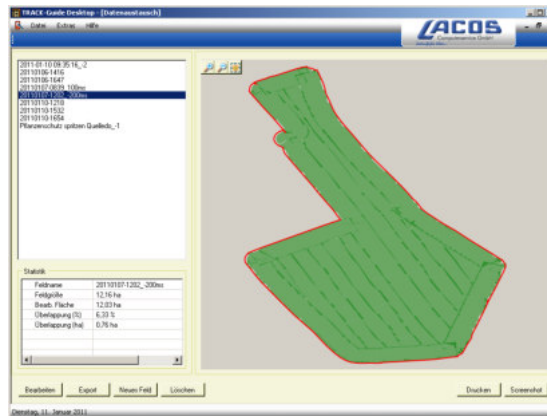 TRACK-Guide Desktop - [Datenaustausch]
Datei Extras Hilfe
LACOS
Computerservice GmbH
2011-01-10 09:35:16_-2
20110106-1416
20110106-1647
20110107-0839_100ms
20110107-1202_-200ms
20110110-1218
20110110-1532
20110110-1654
Pflanzenschutz spritzen Quelleds_-1
Statistik
Feldname 20110107-1202_-200ms
Feldgröße 12,16 ha
Bearb. Fläche 12,03 ha
Überlappung (%) 6,33 %
Überlappung (ha) 0,76 ha
Bearbeiten Export Neues Feld Löschen Drucken Screenshot
Dienstag, 11. Januar 2011